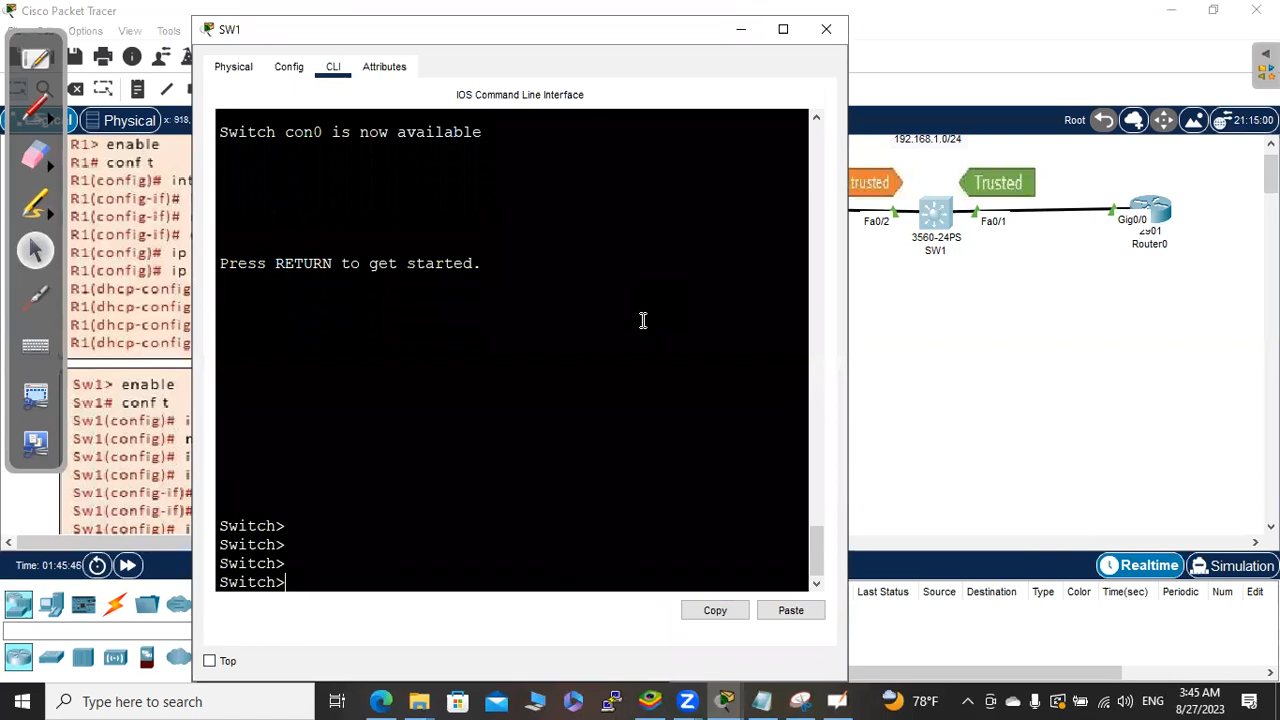 Cisco Packet Tracer
Options View Tools
SW1
Physical Config CLI Attributes
IOS Command Line Interface
Physical x: 918,
Root 21:15:00
R1> enable
R1# conf t
R1(config)# int
R1(config-if)#
R1(config-if)#
R1(config-if)#
R1(config)# ip
R1(config)# ip
R1(dhcp-config
R1(dhcp-config
R1(dhcp-config
R1(dhcp-config
Sw1> enable
Sw1# conf t
Sw1(config)# i
Sw1(config)#
Sw1(config)# i
Sw1(config)# i
Sw1(config-if)#
Sw1(config-if)#
Sw1(config)# i
Switch con0 is now available
Press RETURN to get started.
Switch>
Switch>
Switch>
Switch>
Copy Paste
Top
192.168.1.0/24
trusted Trusted
Fa0/2 Fa0/1 Gig0/0
3560-24PS
SW1
2901
Router0
Time: 01:45:46
Realtime Simulation
Last Status Source Destination Type Color Time(sec) Periodic Num Edit
Type here to search
78°F ENG
3:45 AM
8/27/2023